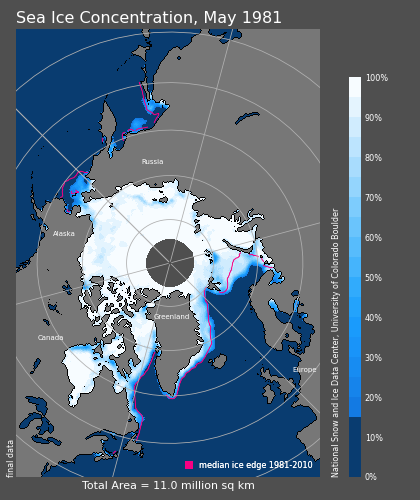 Sea Ice Concentration, May 1981
100%
90%
80%
70%
60%
50%
40%
30%
20%
10%
0%
Russia
Alaska
Canada
Greenland
Europe
National Snow and Ice Data Center, University of Colorado Boulder
final data
median ice edge 1981-2010
Total Area = 11.0 million sq km